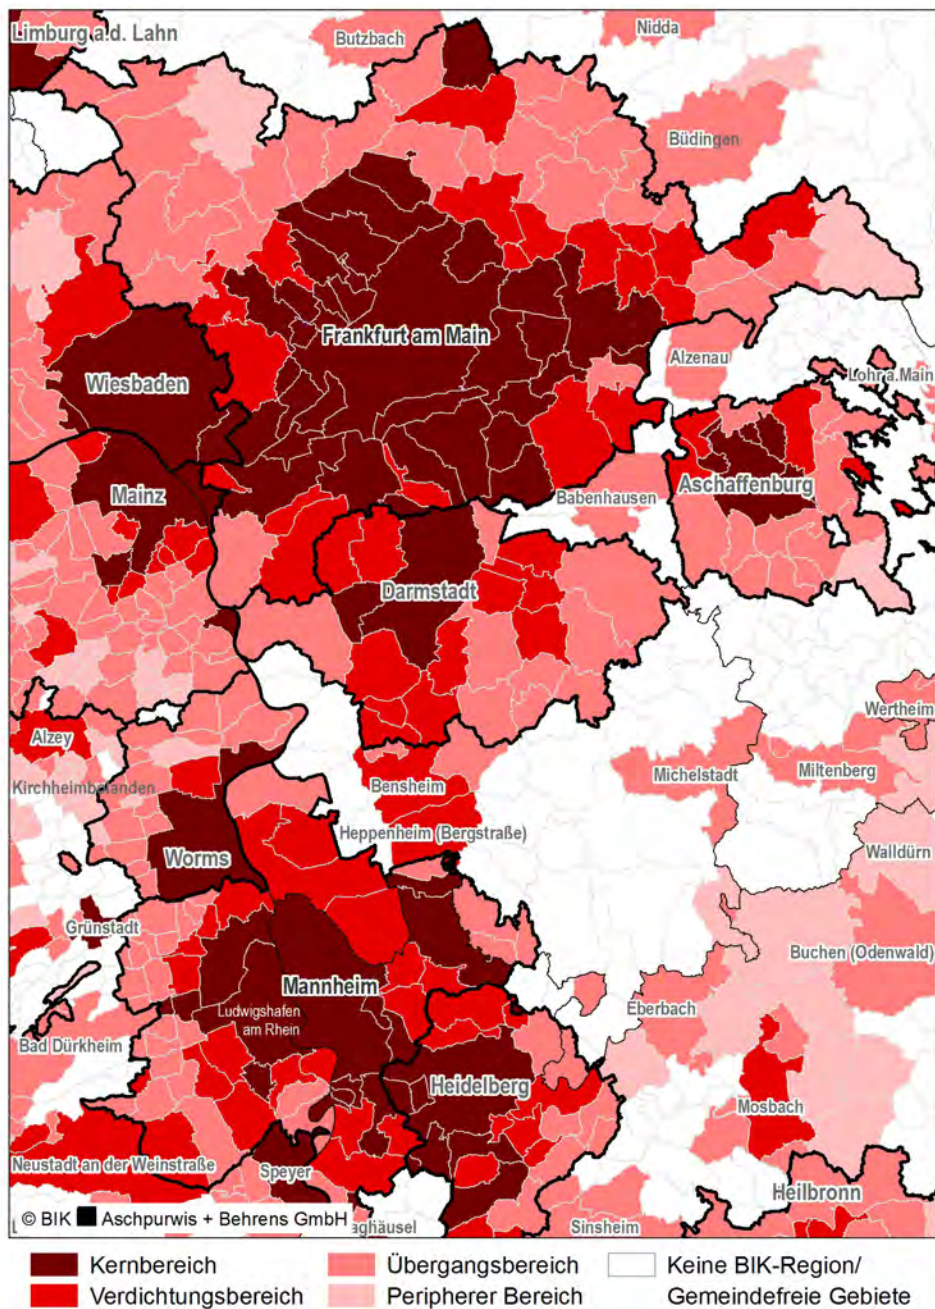 Limburg a.d. Lahn
Butzbach
Nidda
Büdingen
Frankfurt am Main
Wiesbaden
Alzenau
Lohr a.Main
Mainz
Aschaffenburg
Babenhausen
Darmstadt
Wertheim
Alzey
Michelstadt
Miltenberg
Kirchheimbolanden
Bensheim
Heppenheim (Bergstraße)
Worms
Walldürn
Grünstadt
Buchen (Odenwald)
Mannheim
Ludwigshafen
am Rhein
Eberbach
Bad Dürkheim
Heidelberg
Mosbach
Neustadt an der Weinstraße
Speyer
Heilbronn
© BIK Aschpurwis + Behrens GmbH
Sinsheim
Kernbereich
Übergangsbereich
Keine BIK-Region/
Verdichtungsbereich
Peripherer Bereich
Gemeindefreie Gebiete